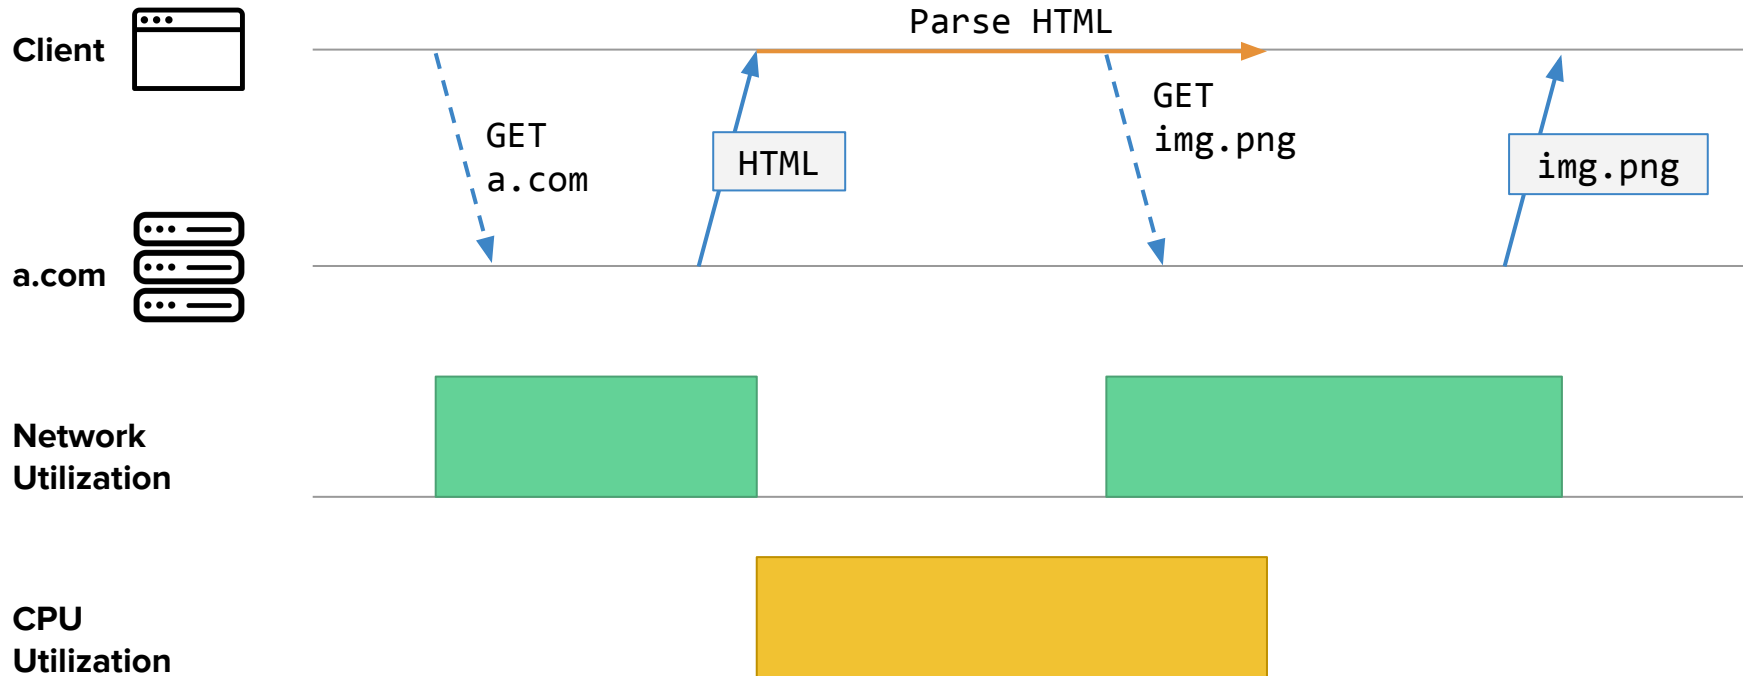 Parse HTML
Client
GET
img.png
GET
a.com
HTML
img.png
a.com
Network
Utilization
CPU
Utilization